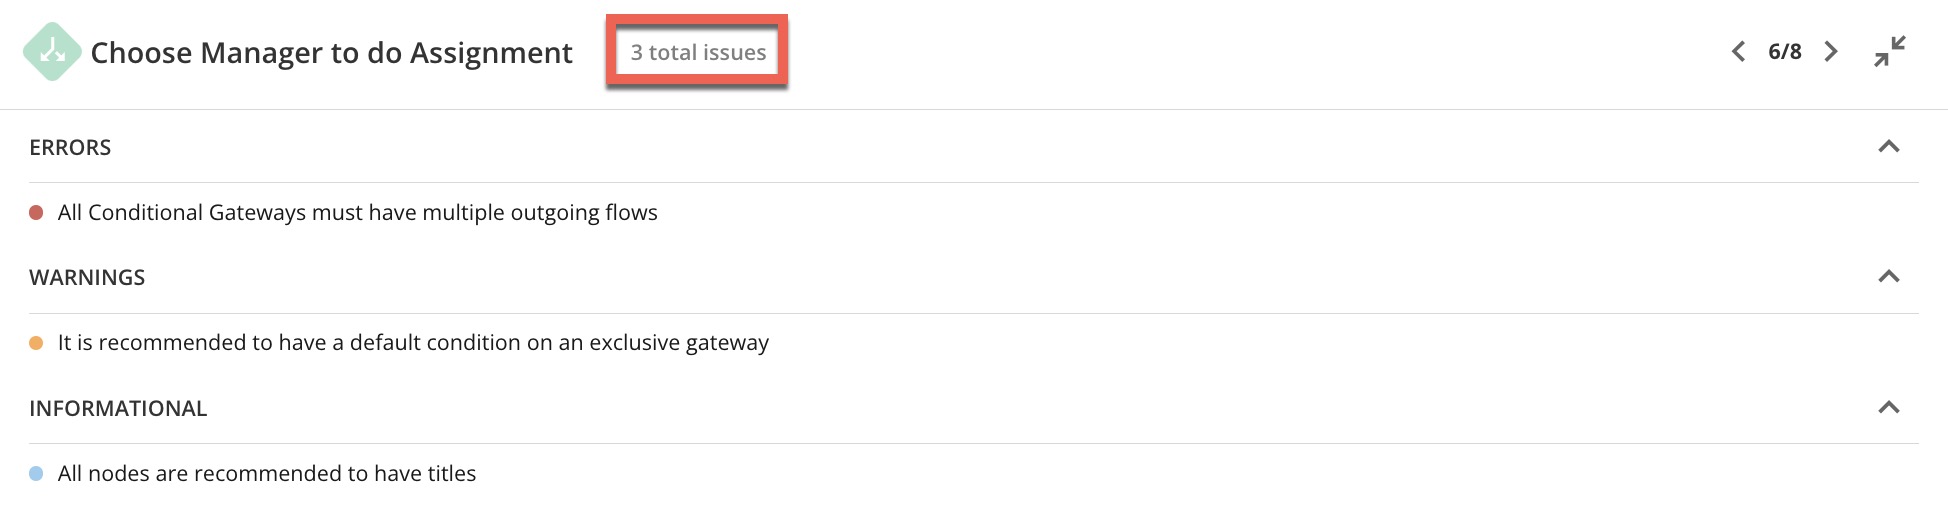 Choose Manager to do Assignment 3 total issues 6/8
ERRORS
All Conditional Gateways must have multiple outgoing flows
WARNINGS
It is recommended to have a default condition on an exclusive gateway
INFORMATIONAL
All nodes are recommended to have titles